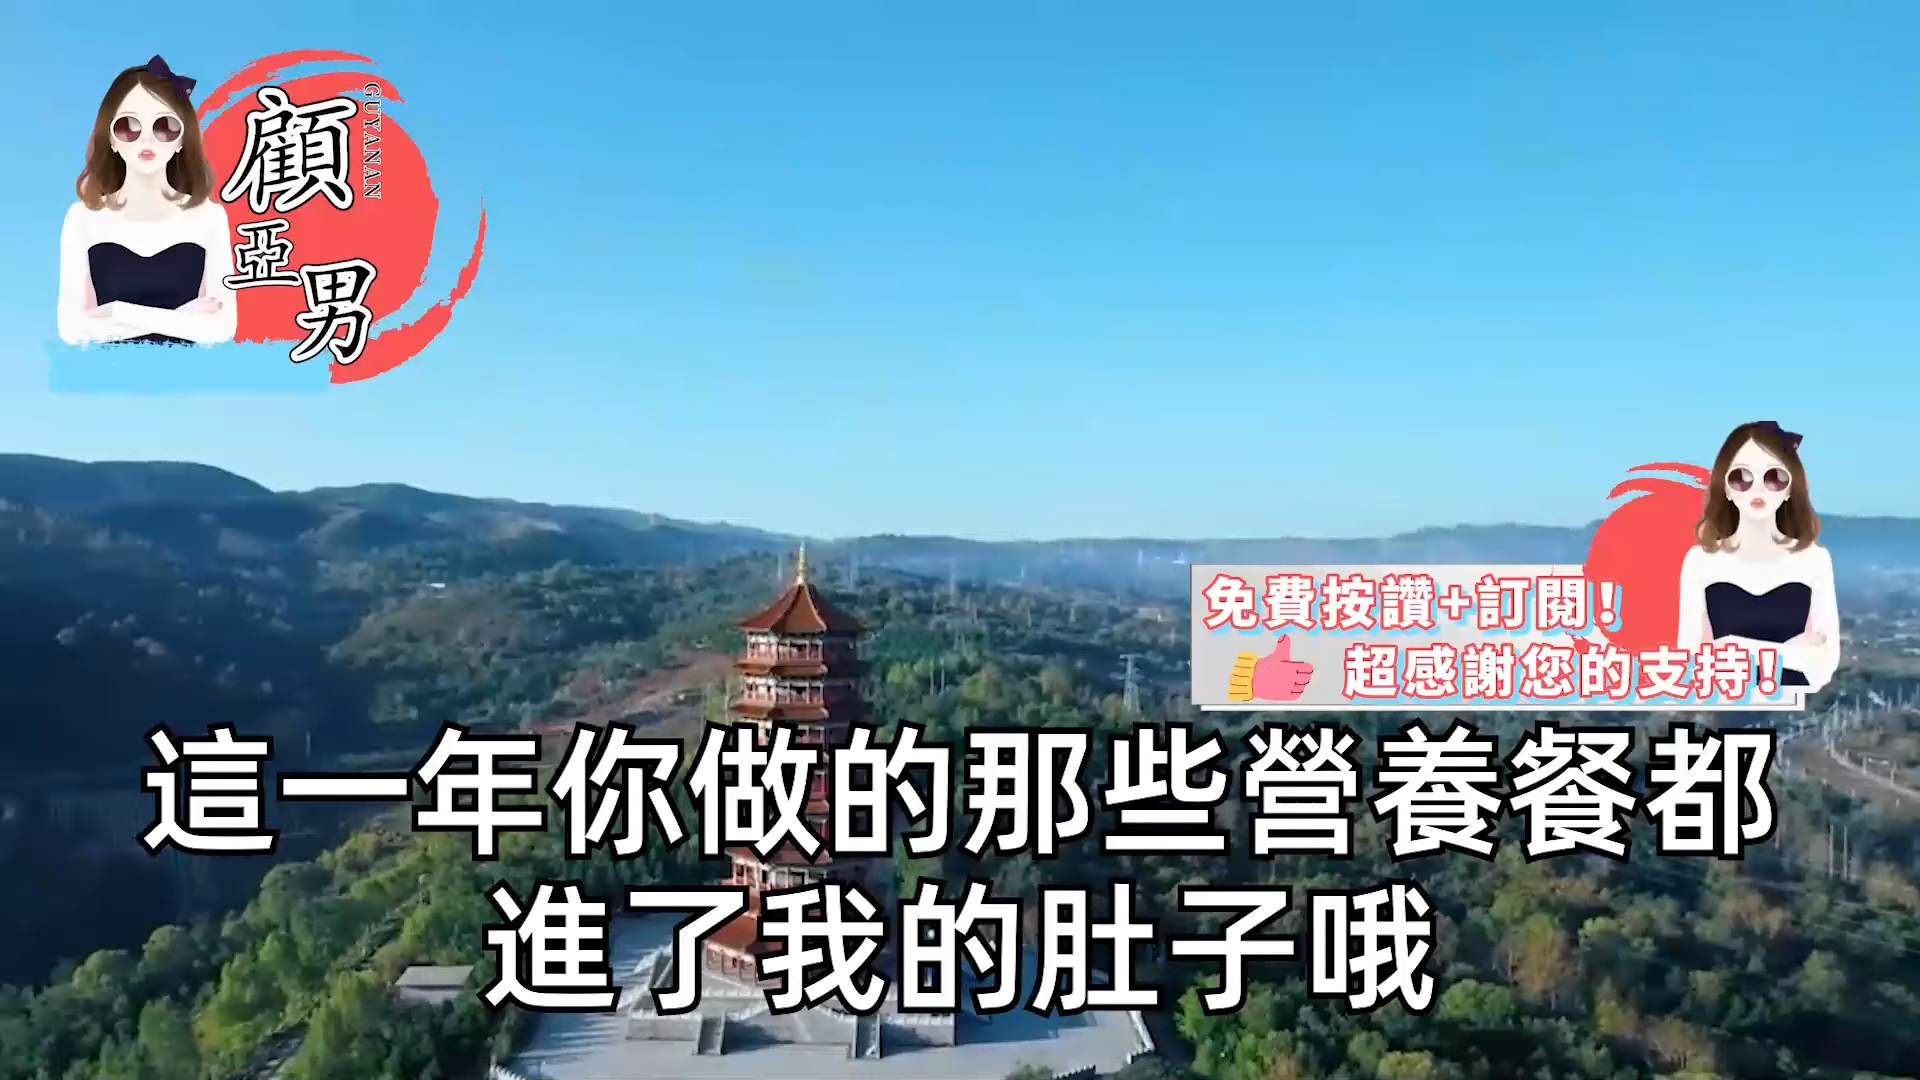 顧亞男
GUYANAN
免費按讚+訂閱！
超感謝您的支持！
這一年你做的那些營養餐都
進了我的肚子哦